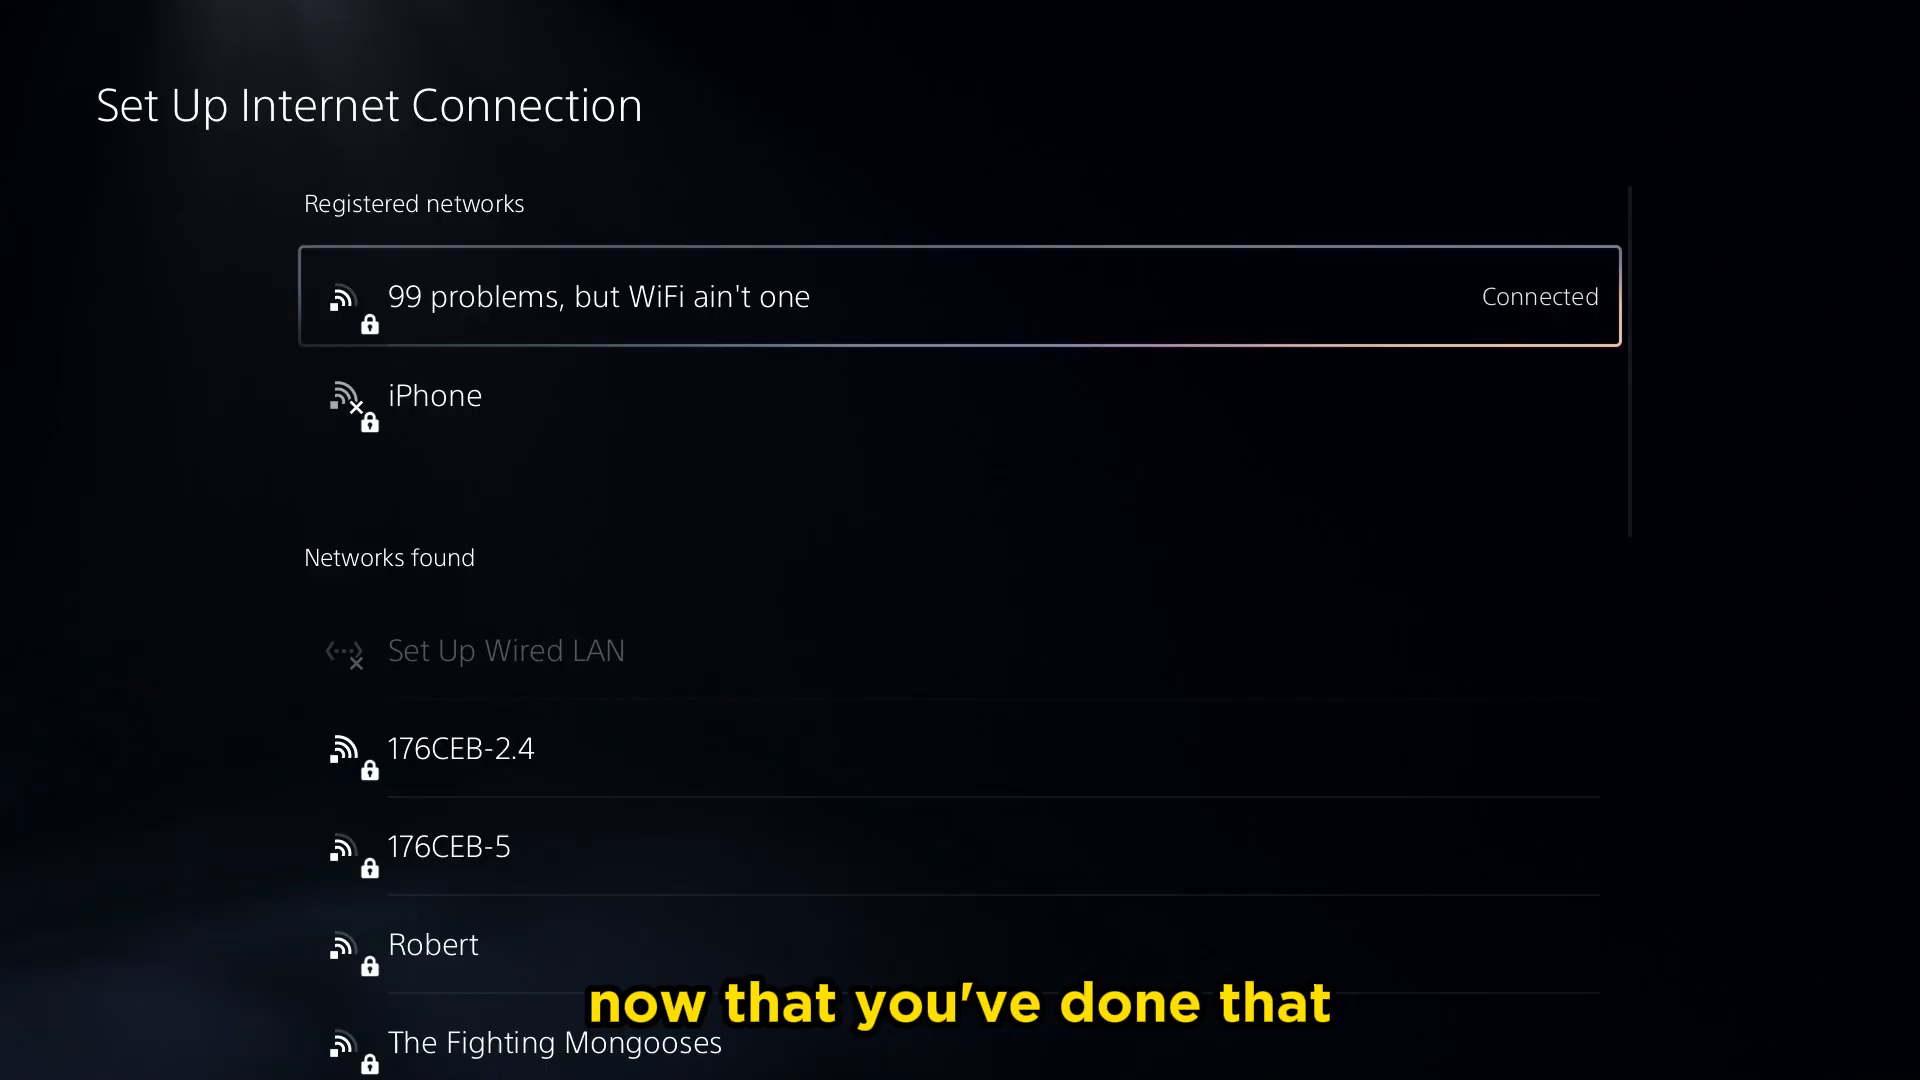 Set Up Internet Connection
Registered networks
99 problems, but WiFi ain't one
Connected
iPhone
Networks found
Set Up Wired LAN
176CEB-2.4
176CEB-5
Robert
now that you've done that
The Fighting Mongooses